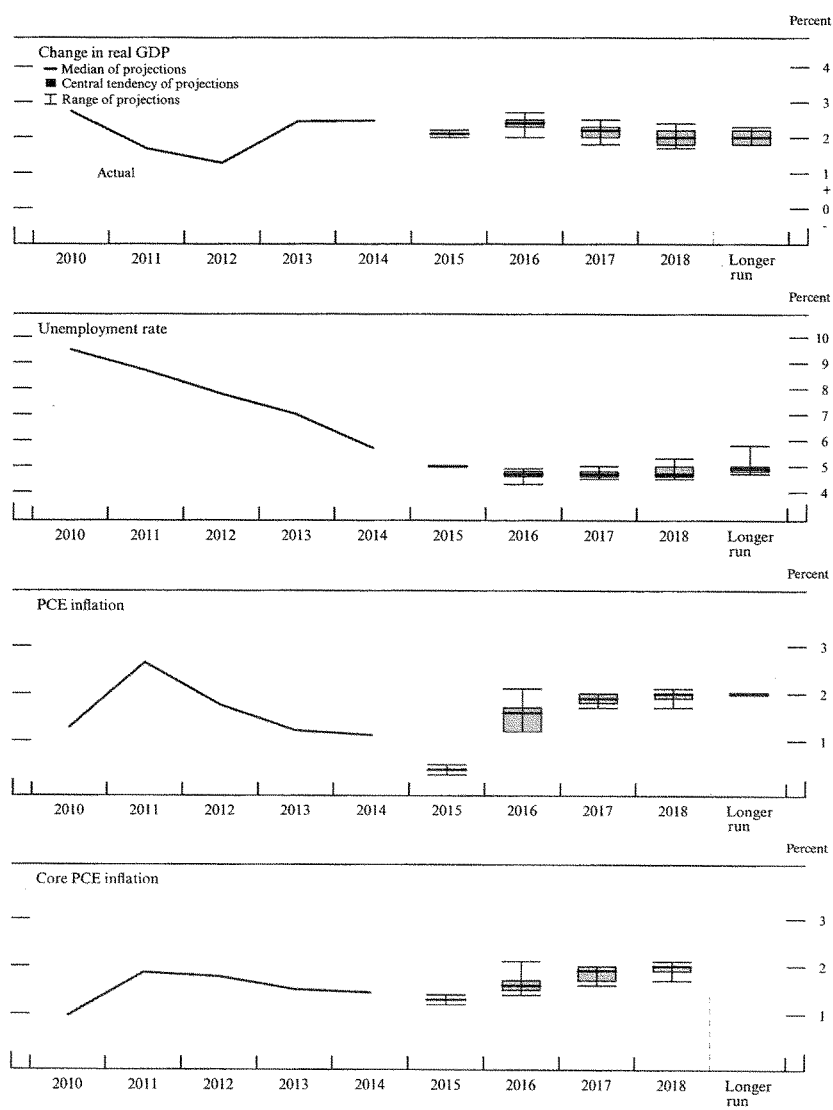 Percent
Change in real GDP
Median of projections
Central tendency of projections
Range of projections
Actual
4
3
2
1
+
0
-
2010 2011 2012 2013 2014 2015 2016 2017 2018 Longer
run
Percent
Unemployment rate
10
9
8
7
6
5
4
2010 2011 2012 2013 2014 2015 2016 2017 2018 Longer
run
Percent
PCE inflation
3
2
1
2010 2011 2012 2013 2014 2015 2016 2017 2018 Longer
run
Percent
Core PCE inflation
3
2
1
2010 2011 2012 2013 2014 2015 2016 2017 2018 Longer
run